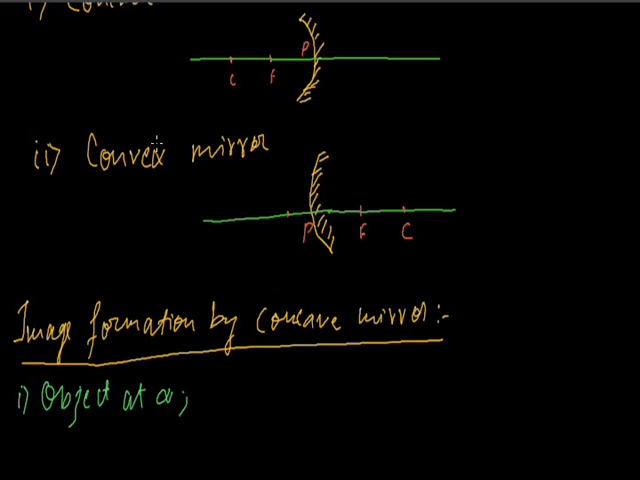 P
C F
ii) Convex mirror
P F C
Image formation by concave mirror:-
i) Object at ∞;